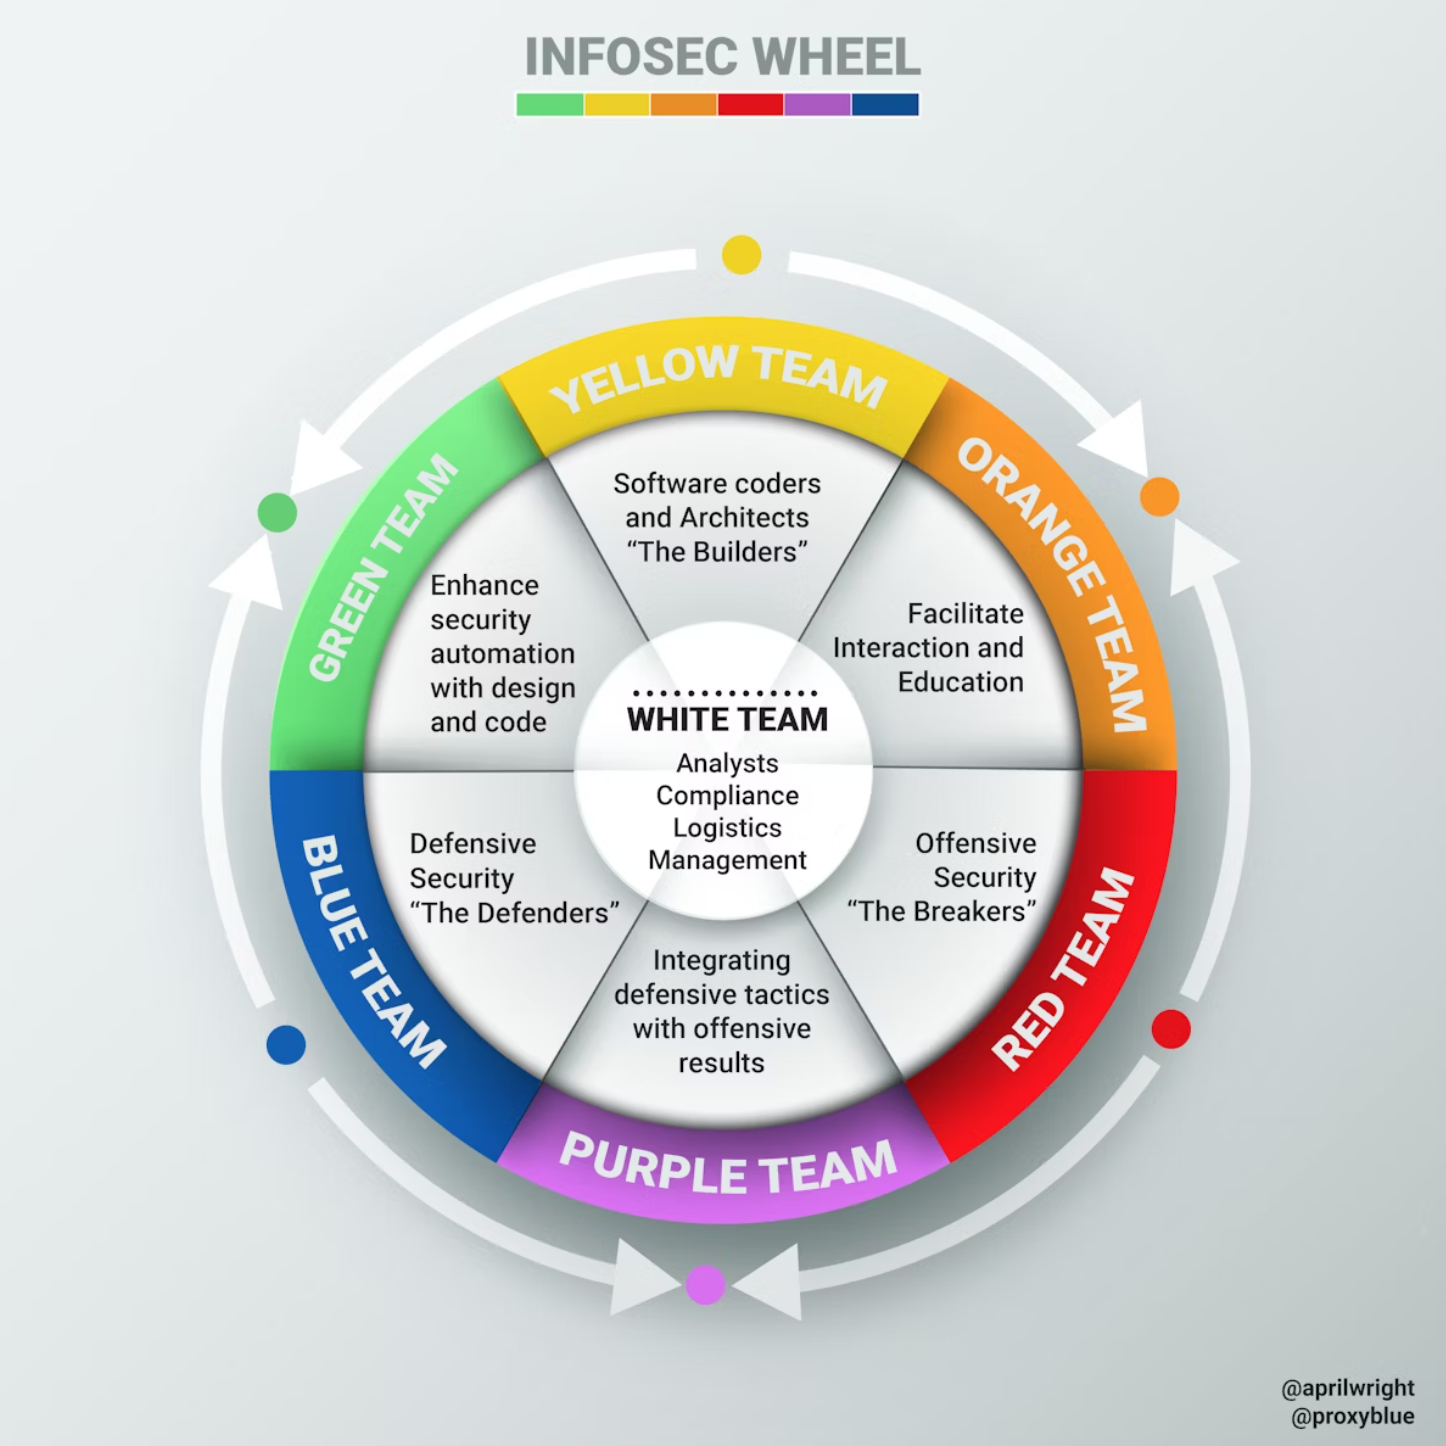 INFOSEC WHEEL
YELLOW TEAM
Software coders
and Architects
“The Builders”
ORANGE TEAM
Facilitate
Interaction and
Education
RED TEAM
Offensive
Security
“The Breakers”
PURPLE TEAM
Integrating
defensive tactics
with offensive
results
BLUE TEAM
Defensive
Security
“The Defenders”
GREEN TEAM
Enhance
security
automation
with design
and code
WHITE TEAM
Analysts
Compliance
Logistics
Management
@aprilwright
@proxyblue